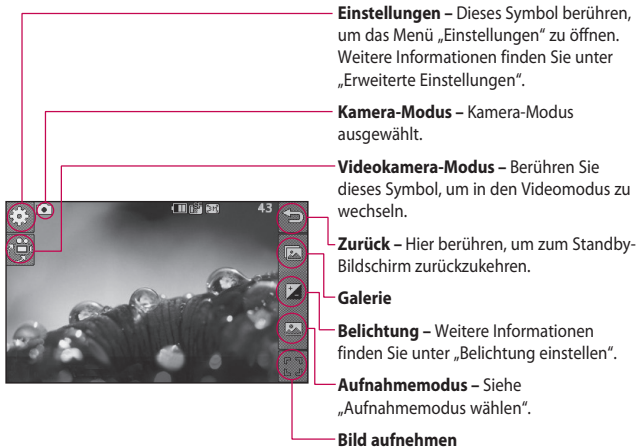 Einstellungen – Dieses Symbol berühren,
um das Menü „Einstellungen“ zu öffnen.
Weitere Informationen finden Sie unter
„Erweiterte Einstellungen“.
Kamera-Modus – Kamera-Modus
ausgewählt.
Videokamera-Modus – Berühren Sie
dieses Symbol, um in den Videomodus zu
wechseln.
43
Zurück – Hier berühren, um zum Standby-
Bildschirm zurückzukehren.
Galerie
Belichtung – Weitere Informationen
finden Sie unter „Belichtung einstellen“.
Aufnahmemodus – Siehe
„Aufnahmemodus wählen“.
Bild aufnehmen